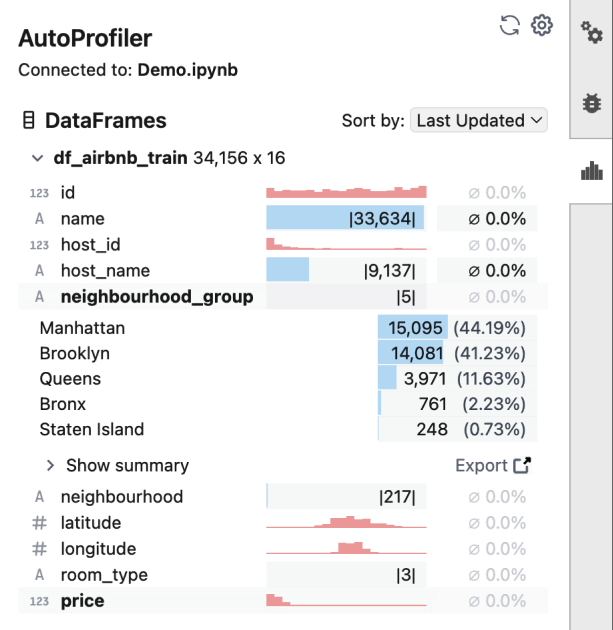 AutoProfiler
Connected to: Demo.ipynb
DataFrames Sort by: Last Updated
df_airbnb_train 34,156 x 16
123 id ∅ 0.0%
A name |33,634| ∅ 0.0%
123 host_id ∅ 0.0%
A host_name |9,137| ∅ 0.0%
A neighbourhood_group |5| ∅ 0.0%
Manhattan 15,095 (44.19%)
Brooklyn 14,081 (41.23%)
Queens 3,971 (11.63%)
Bronx 761 (2.23%)
Staten Island 248 (0.73%)
Show summary Export
A neighbourhood |217| ∅ 0.0%
# latitude ∅ 0.0%
# longitude ∅ 0.0%
A room_type |3| ∅ 0.0%
123 price ∅ 0.0%